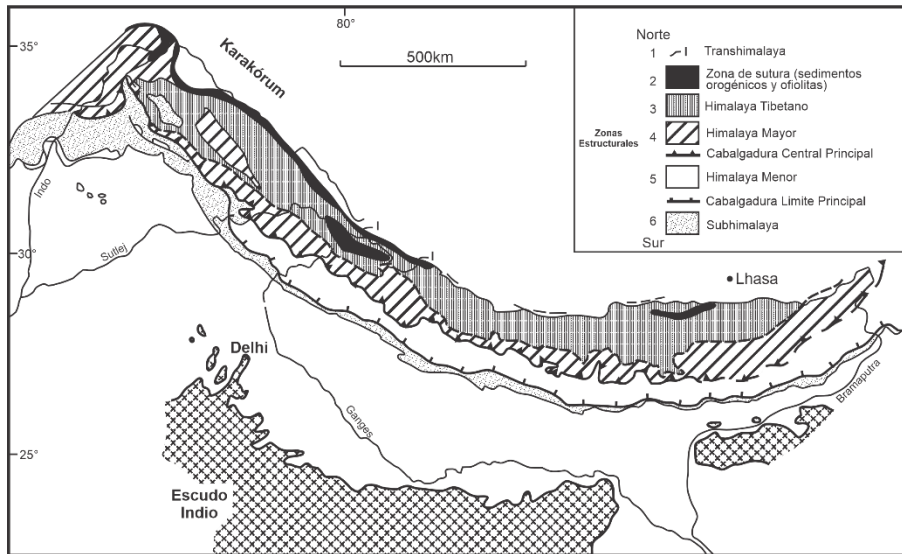 80°
35°
30°
25°
Karakórum
500km
Norte
1 Transhimalaya
2 Zona de sutura (sedimentos
orogénicos y ofiolitas)
3 Himalaya Tibetano
Zonas
Estructurales
4 Himalaya Mayor
Cabalgadura Central Principal
5 Himalaya Menor
Cabalgadura Limite Principal
6 Subhimalaya
Sur
Indo
Sutlej
Lhasa
Delhi
Ganges
Bramaputra
Escudo
Indio